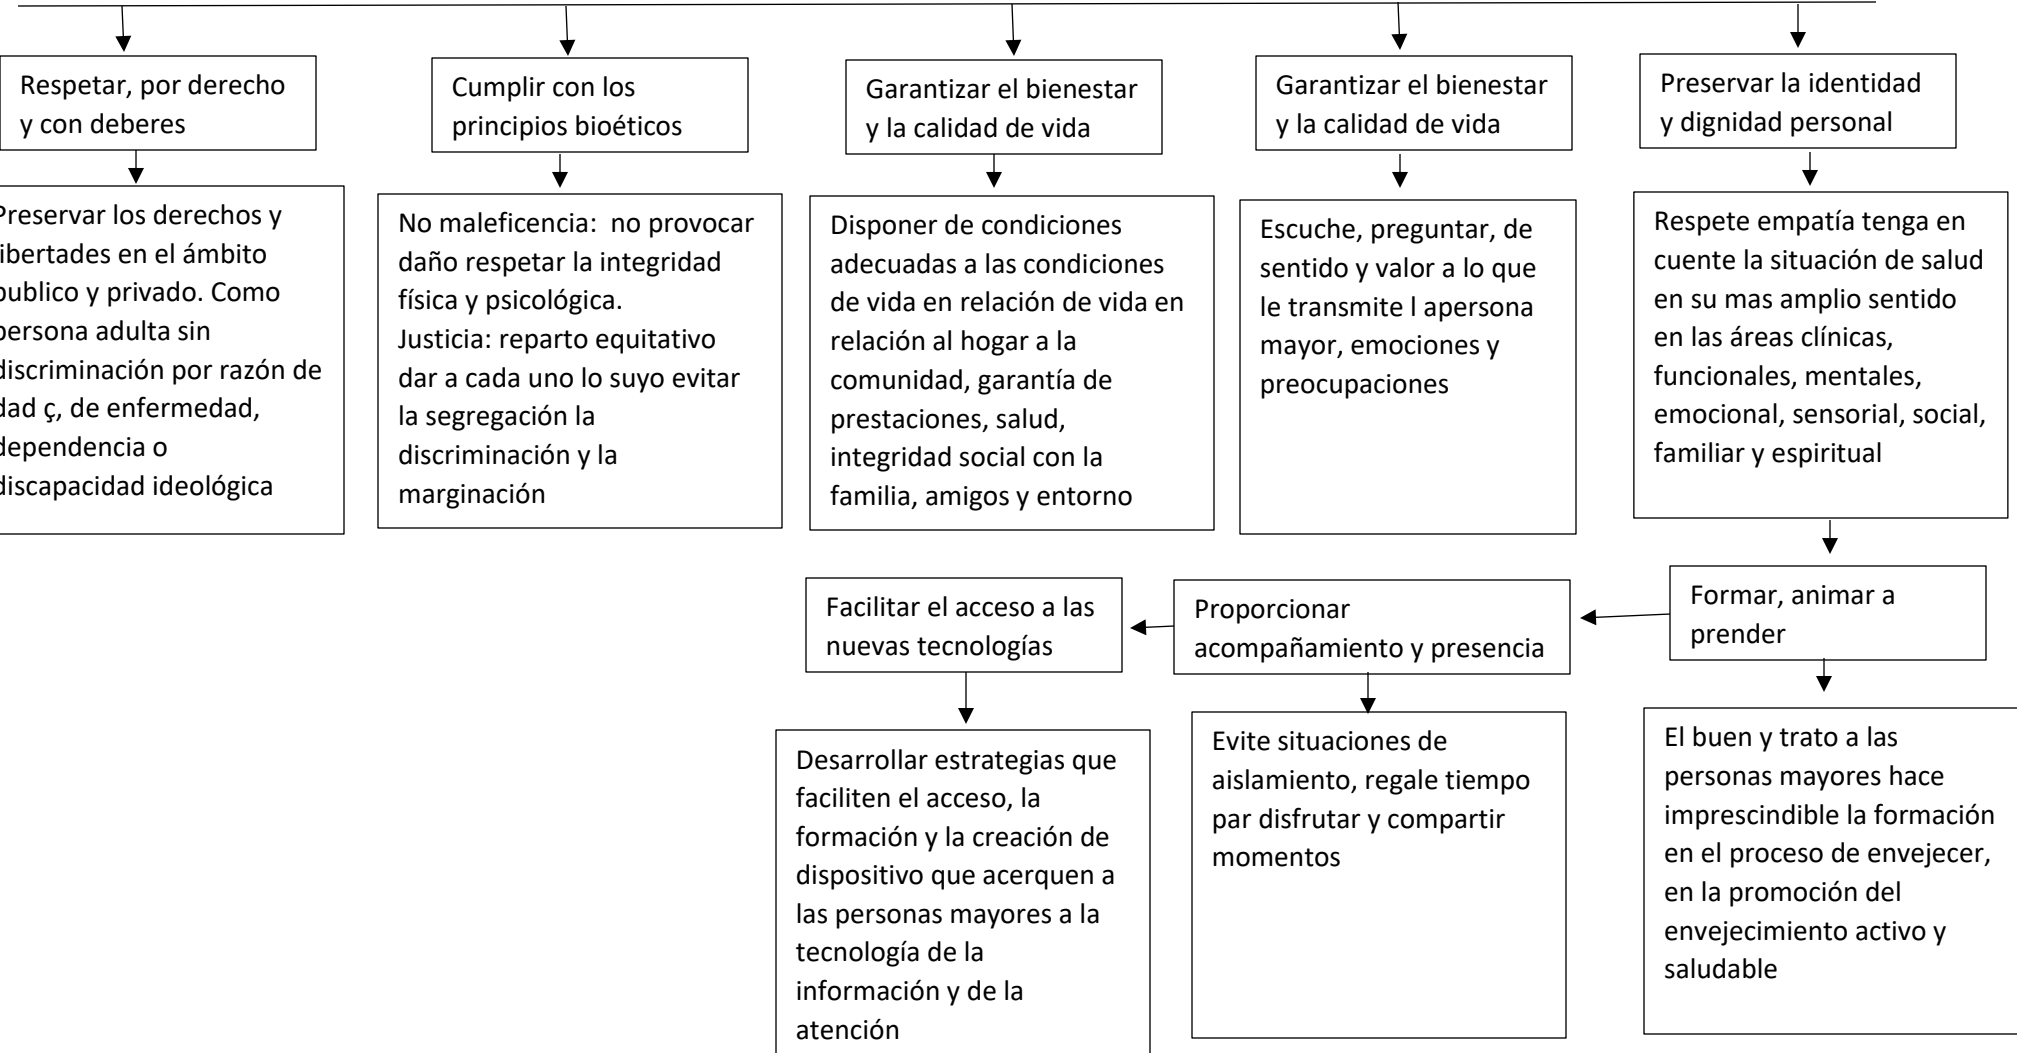 Respetar, por derecho
y con deberes
Cumplir con los
principios bioéticos
Garantizar el bienestar
y la calidad de vida
Garantizar el bienestar
y la calidad de vida
Preservar la identidad
y dignidad personal
Preservar los derechos y
libertades en el ámbito
publico y privado. Como
persona adulta sin
discriminación por razón de
dad ç, de enfermedad,
dependencia o
discapacidad ideológica
No maleficencia:  no provocar
daño respetar la integridad
física y psicológica.
Justicia: reparto equitativo
dar a cada uno lo suyo evitar
la segregación la
discriminación y la
marginación
Disponer de condiciones
adecuadas a las condiciones
de vida en relación de vida en
relación al hogar a la
comunidad, garantía de
prestaciones, salud,
integridad social con la
familia, amigos y entorno
Escuche, preguntar, de
sentido y valor a lo que
le transmite l apersona
mayor, emociones y
preocupaciones
Respete empatía tenga en
cuente la situación de salud
en su mas amplio sentido
en las áreas clínicas,
funcionales, mentales,
emocional, sensorial, social,
familiar y espiritual
Facilitar el acceso a las
nuevas tecnologías
Proporcionar
acompañamiento y presencia
Formar, animar a
prender
Desarrollar estrategias que
faciliten el acceso, la
formación y la creación de
dispositivo que acerquen a
las personas mayores a la
tecnología de la
información y de la
atención
Evite situaciones de
aislamiento, regale tiempo
par disfrutar y compartir
momentos
El buen y trato a las
personas mayores hace
imprescindible la formación
en el proceso de envejecer,
en la promoción del
envejecimiento activo y
saludable